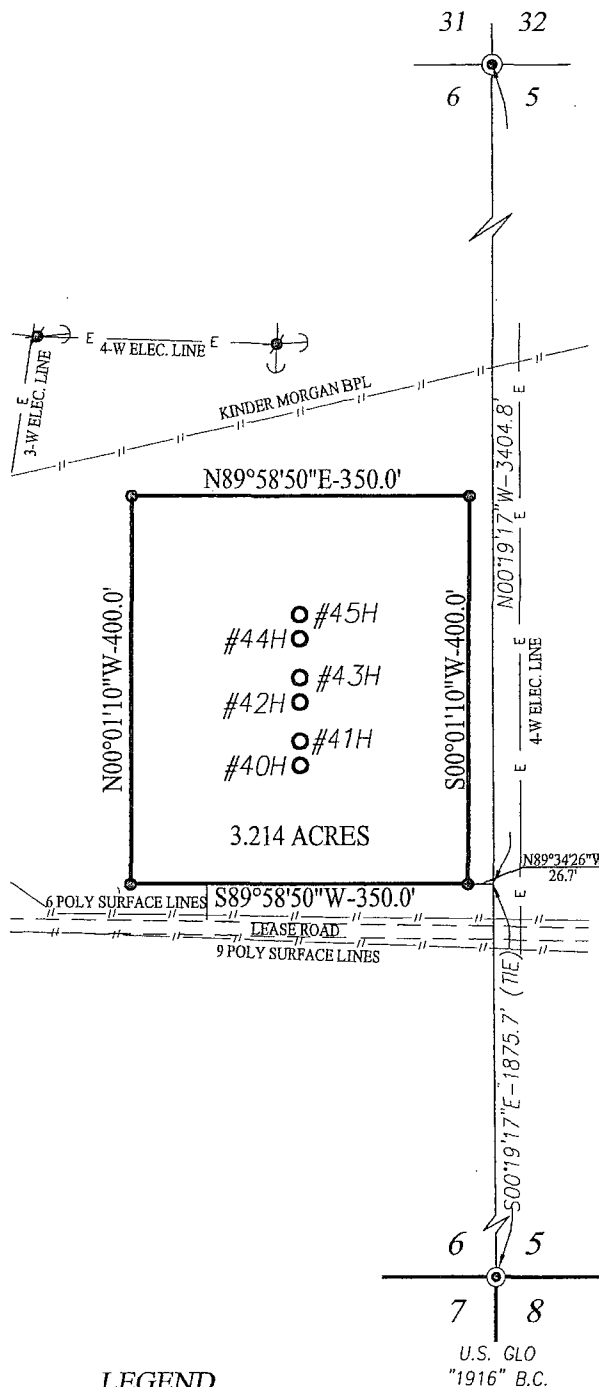 31 32
6 5
E 4-W ELEC. LINE E
3-W ELEC. LINE
E
KINDER MORGAN BPL
E
N89°58'50"E-350.0'
N00°19'17"W-3404.8'
E
N00°01'10"W-400.0'
S00°01'10"W-400.0'
#45H
#44H
#43H
#42H
#41H
#40H
E
4-W ELEC. LINE
E
3.214 ACRES
N89°34'26"W
26.7'
E
S89°58'50"W-350.0'
6 POLY SURFACE LINES
LEASE ROAD
9 POLY SURFACE LINES
S00°19'17"E-1875.7' (TIE)
6 5
7 8
U.S. GLO
"1916" B.C.
LEGEND